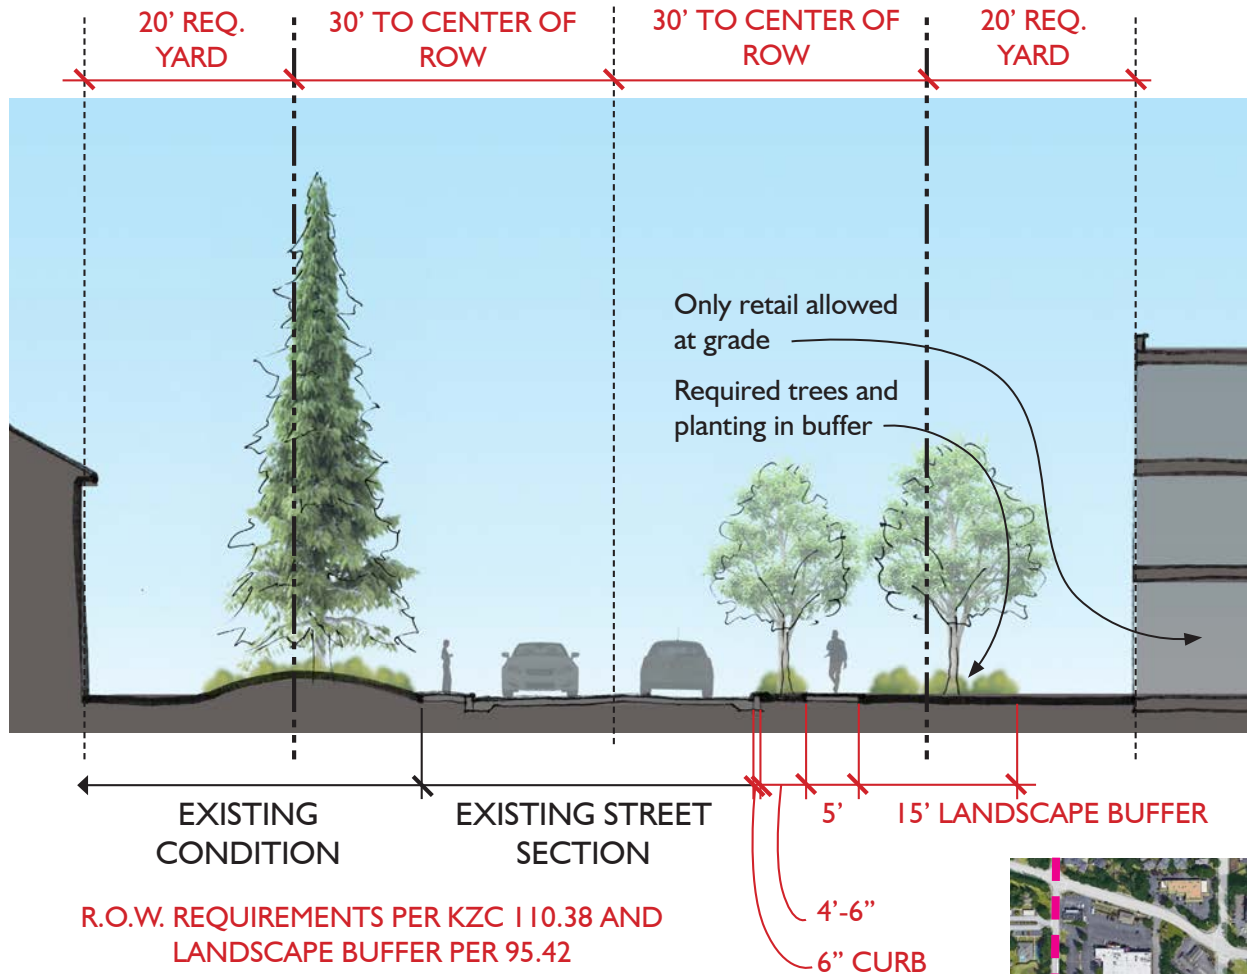 20’ REQ.
YARD
30’ TO CENTER OF
ROW
30’ TO CENTER OF
ROW
20’ REQ.
YARD
Only retail allowed
at grade
Required trees and
planting in buffer
EXISTING
CONDITION
EXISTING STREET
SECTION
5’
15’ LANDSCAPE BUFFER
4’-6”
6” CURB
R.O.W. REQUIREMENTS PER KZC 110.38 AND
LANDSCAPE BUFFER PER 95.42